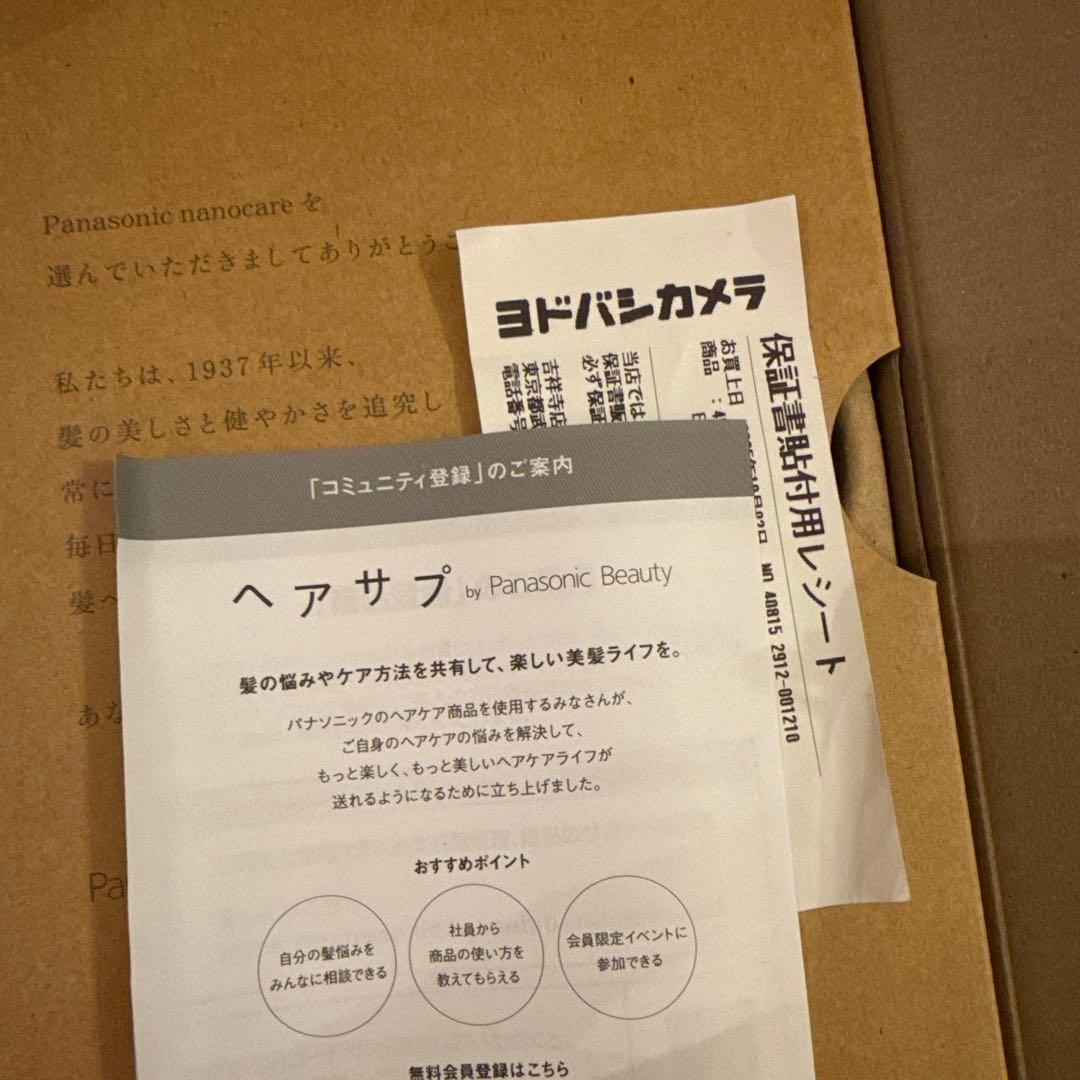 Panasonic nanocare を
選んでいただきましてありがとうご
私たちは、1937年以来、
髪の美しさと健やかさを追究し
常に
毎日
髪へ
あな
Pa
ヨドバシカメラ
保証書貼付用レシート
お買上日
NO 40815 2912-001210
商品 : 4
当店では
保証書販
必ず保証
吉祥寺店
東京都武
電話番号
「コミュニティ登録」のご案内
ヘアサプ by Panasonic Beauty
髪の悩みやケア方法を共有して、楽しい美髪ライフを。
パナソニックのヘアケア商品を使用するみなさんが、
ご自身のヘアケアの悩みを解決して、
もっと楽しく、もっと美しいヘアケアライフが
送れるようになるために立ち上げました。
おすすめポイント
自分の髪悩みを
みんなに相談できる
社員から
商品の使い方を
教えてもらえる
会員限定イベントに
参加できる
無料会員登録はこちら